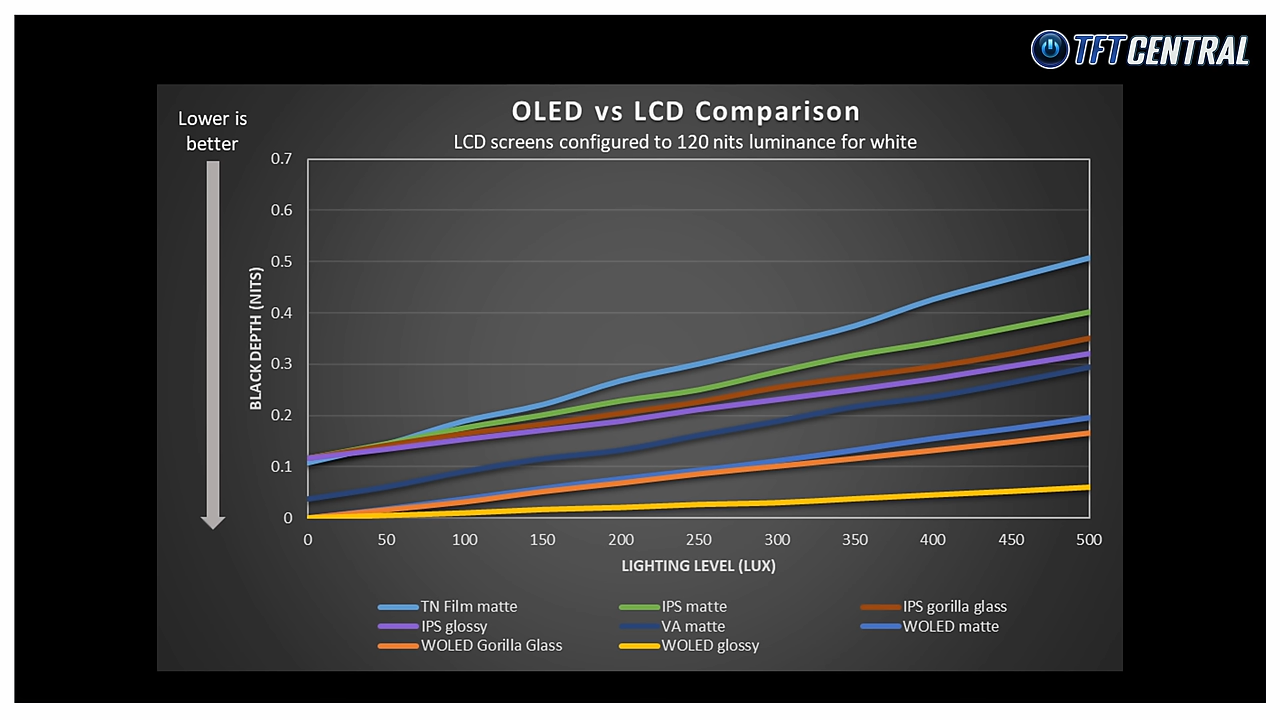 TFT CENTRAL
Lower is
better
OLED vs LCD Comparison
LCD screens configured to 120 nits luminance for white
BLACK DEPTH (NITS)
0.7
0.6
0.5
0.4
0.3
0.2
0.1
0
0 50 100 150 200 250 300 350 400 450 500
LIGHTING LEVEL (LUX)
TN Film matte IPS matte IPS gorilla glass
IPS glossy VA matte WOLED matte
WOLED Gorilla Glass WOLED glossy